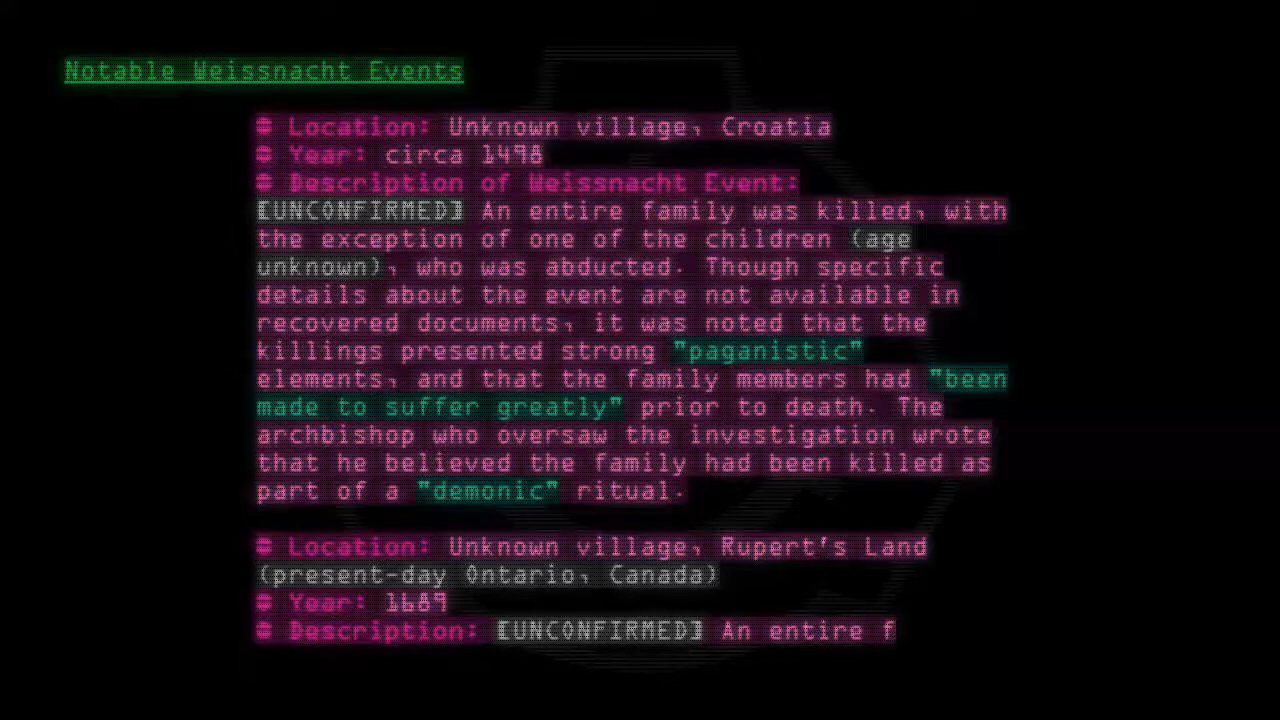 Notable Weissnacht Events
= Location: Unknown village, Croatia
= Year: circa 1498
= Description of Weissnacht Event:
[UNCONFIRMED] An entire family was killed, with
the exception of one of the children (age
unknown), who was abducted. Though specific
details about the event are not available in
recovered documents, it was noted that the
killings presented strong "paganistic"
elements, and that the family members had "been
made to suffer greatly" prior to death. The
archbishop who oversaw the investigation wrote
that he believed the family had been killed as
part of a "demonic" ritual.
= Location: Unknown village, Rupert's Land
(present-day Ontario, Canada)
= Year: 1689
= Description: [UNCONFIRMED] An entire f